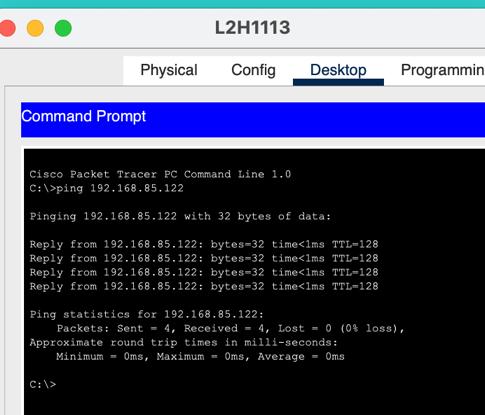 L2H1113
Physical Config Desktop Programmin
Command Prompt
Cisco Packet Tracer PC Command Line 1.0
C:\>ping 192.168.85.122
Pinging 192.168.85.122 with 32 bytes of data:
Reply from 192.168.85.122: bytes=32 time<1ms TTL=128
Reply from 192.168.85.122: bytes=32 time<1ms TTL=128
Reply from 192.168.85.122: bytes=32 time<1ms TTL=128
Reply from 192.168.85.122: bytes=32 time<1ms TTL=128
Ping statistics for 192.168.85.122:
Packets: Sent = 4, Received = 4, Lost = 0 (0% loss),
Approximate round trip times in milli-seconds:
Minimum = 0ms, Maximum = 0ms, Average = 0ms
C:\>